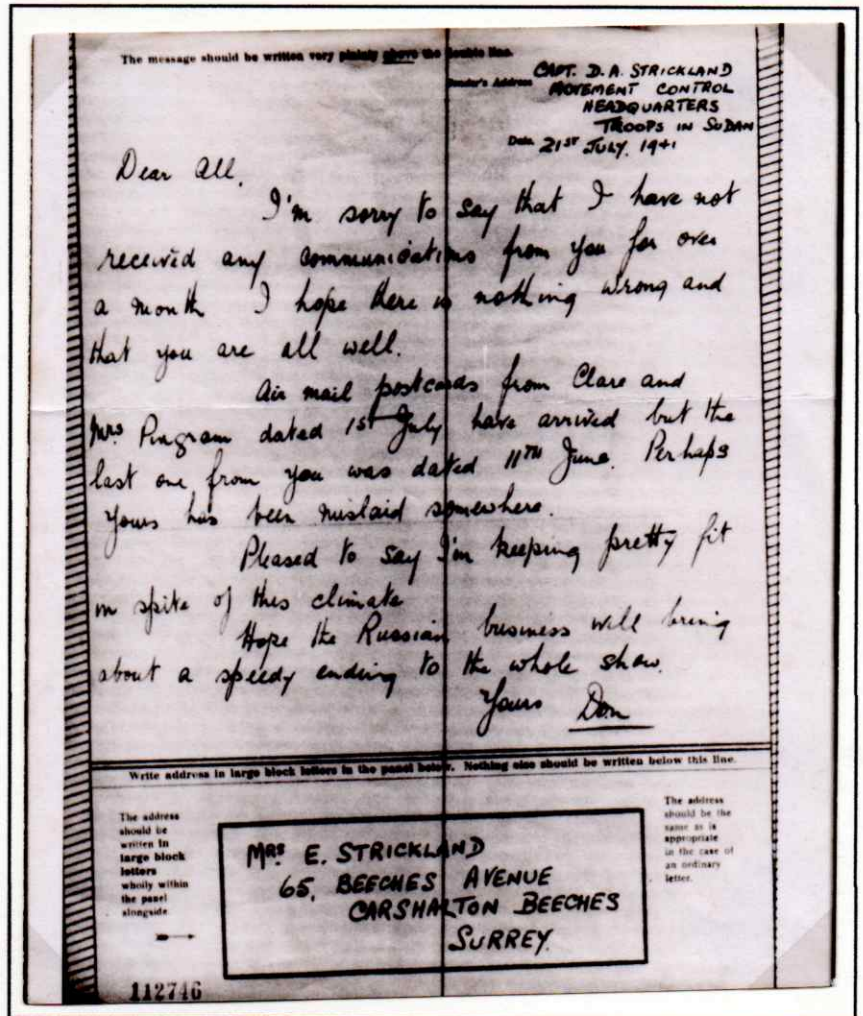 The message should be written very plainly above the double line.
Sender's Address CAPT. D. A. STRICKLAND
MOVEMENT CONTROL
HEADQUARTERS
TROOPS IN SUDAN
Date 21ST JULY. 1941
Dear All,
I'm sorry to say that I have not
received any communications from you for over
a month I hope there is nothing wrong and
that you are all well.
Air mail postcards from Clare and
Mrs Pingram dated 1st July have arrived but the
last one from you was dated 11TH June. Perhaps
yours has been mislaid somewhere.
Pleased to say I'm keeping pretty fit
in spite of this climate
Hope the Russian business will bring
about a speedy ending to the whole show.
Yours Don
Write address in large block letters in the panel below. Nothing else should be written below this line.
The address
should be
written in
large block
letters
wholly within
the panel
alongside.
MRS. E. STRICKLAND
65, BEECHES AVENUE
CARSHALTON BEECHES
SURREY.
The address
should be the
same as is
appropriate
in the case of
an ordinary
letter.
112746